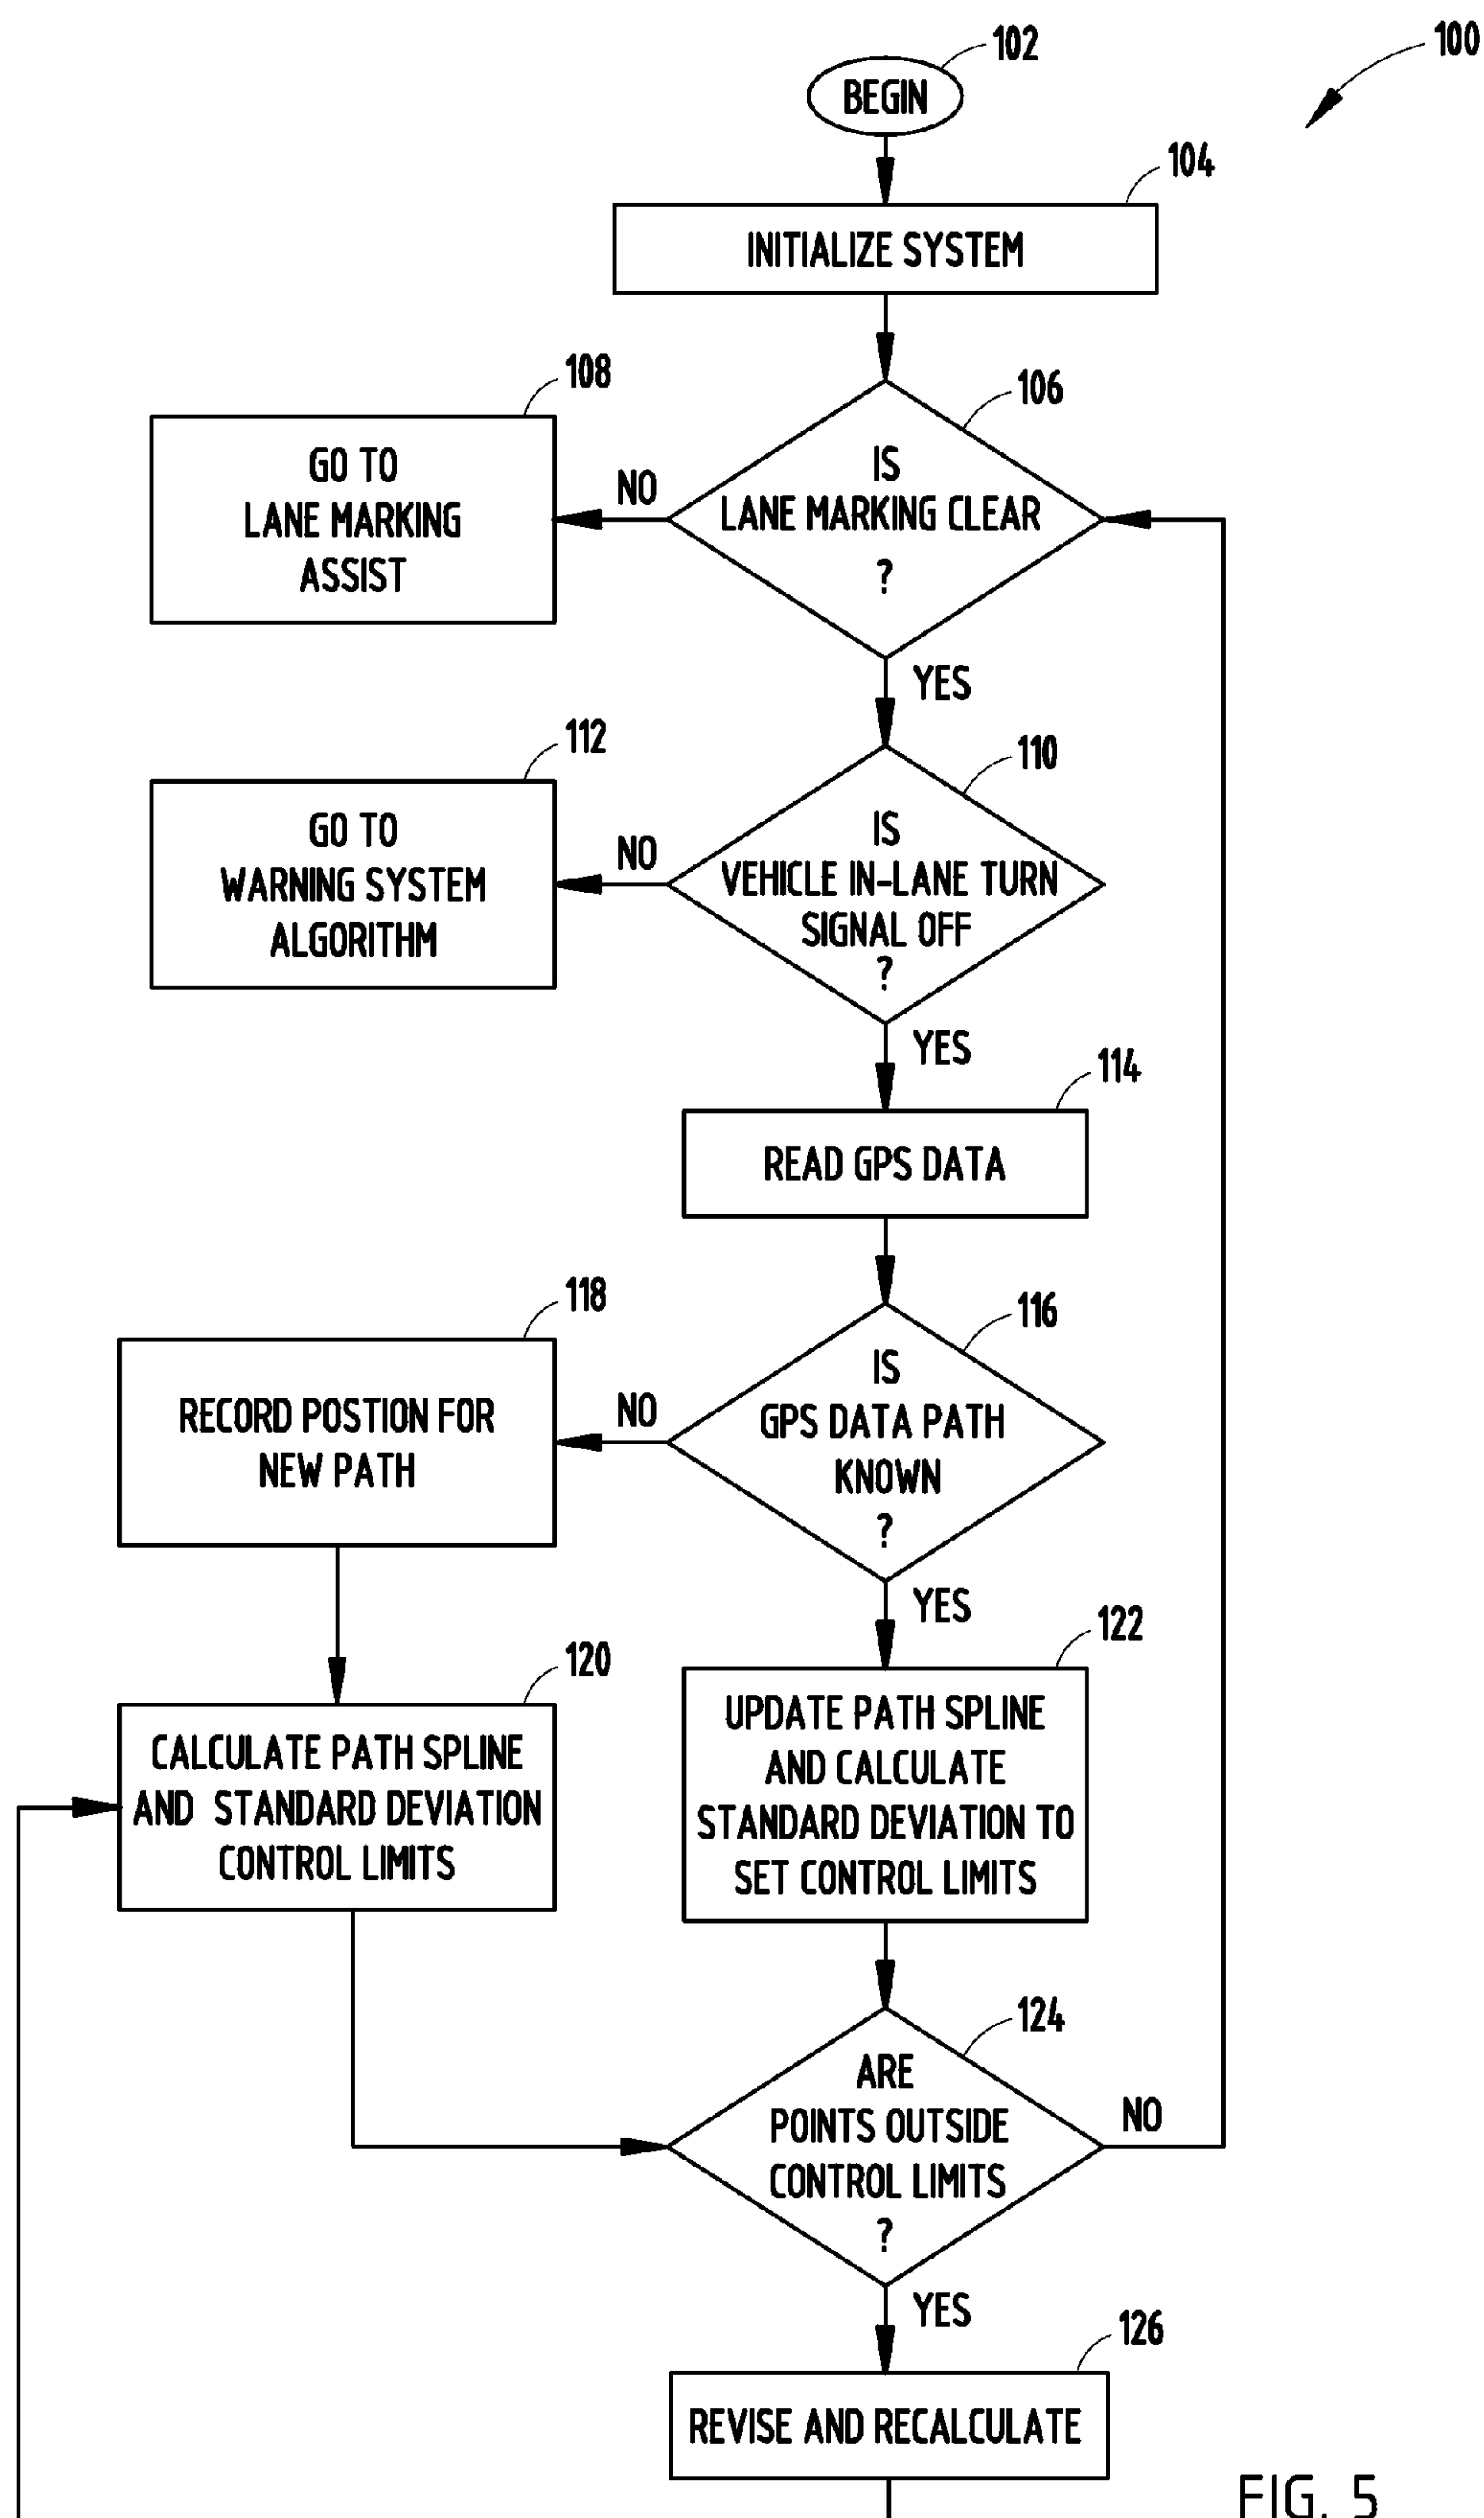 100
102
BEGIN
104
INITIALIZE SYSTEM
106
IS
LANE MARKING CLEAR
?
NO
108
GO TO
LANE MARKING
ASSIST
YES
110
IS
VEHICLE IN-LANE TURN
SIGNAL OFF
?
NO
112
GO TO
WARNING SYSTEM
ALGORITHM
YES
114
READ GPS DATA
116
IS
GPS DATA PATH
KNOWN
?
NO
118
RECORD POSTION FOR
NEW PATH
120
CALCULATE PATH SPLINE
AND STANDARD DEVIATION
CONTROL LIMITS
YES
122
UPDATE PATH SPLINE
AND CALCULATE
STANDARD DEVIATION TO
SET CONTROL LIMITS
124
ARE
POINTS OUTSIDE
CONTROL LIMITS
?
NO
YES
126
REVISE AND RECALCULATE
FIG. 5